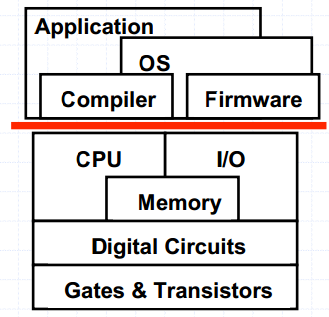 Application
OS
Compiler
Firmware
CPU
I/O
Memory
Digital Circuits
Gates & Transistors